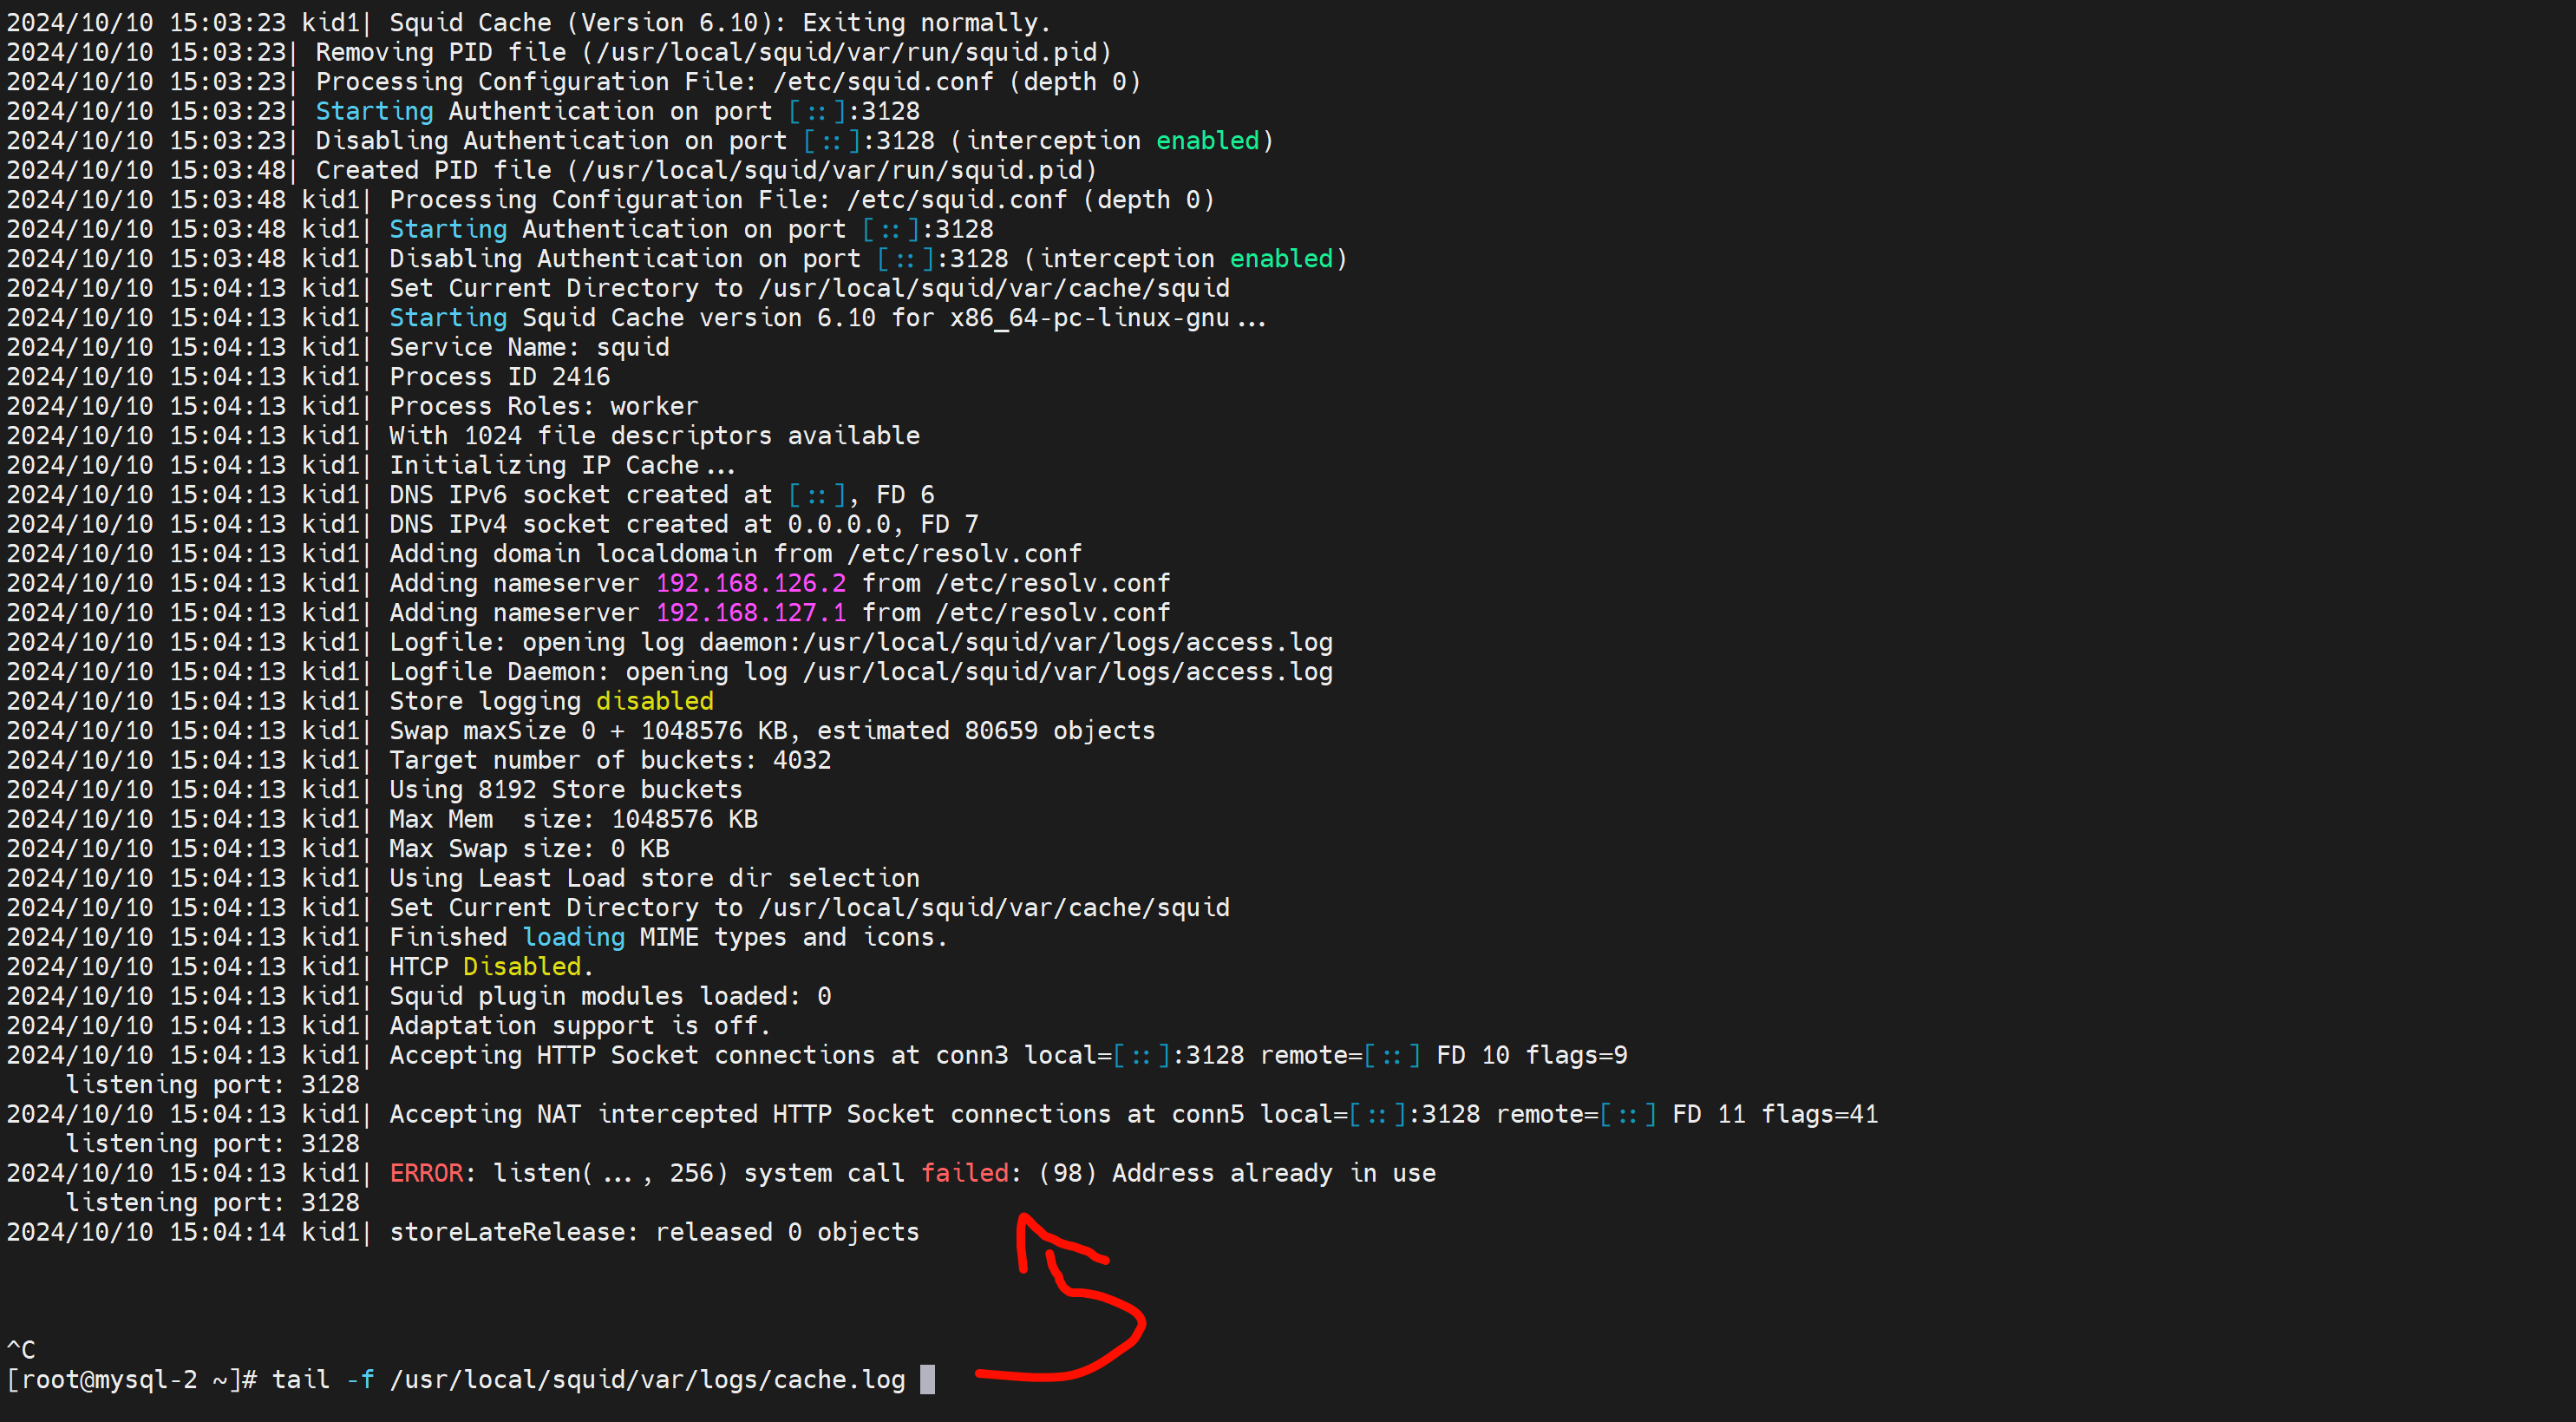 2024/10/10 15:03:23 kid1| Squid Cache (Version 6.10): Exiting normally.
2024/10/10 15:03:23| Removing PID file (/usr/local/squid/var/run/squid.pid)
2024/10/10 15:03:23| Processing Configuration File: /etc/squid.conf (depth 0)
2024/10/10 15:03:23| Starting Authentication on port [::]:3128
2024/10/10 15:03:23| Disabling Authentication on port [::]:3128 (interception enabled)
2024/10/10 15:03:48| Created PID file (/usr/local/squid/var/run/squid.pid)
2024/10/10 15:03:48 kid1| Processing Configuration File: /etc/squid.conf (depth 0)
2024/10/10 15:03:48 kid1| Starting Authentication on port [::]:3128
2024/10/10 15:03:48 kid1| Disabling Authentication on port [::]:3128 (interception enabled)
2024/10/10 15:04:13 kid1| Set Current Directory to /usr/local/squid/var/cache/squid
2024/10/10 15:04:13 kid1| Starting Squid Cache version 6.10 for x86_64-pc-linux-gnu...
2024/10/10 15:04:13 kid1| Service Name: squid
2024/10/10 15:04:13 kid1| Process ID 2416
2024/10/10 15:04:13 kid1| Process Roles: worker
2024/10/10 15:04:13 kid1| With 1024 file descriptors available
2024/10/10 15:04:13 kid1| Initializing IP Cache...
2024/10/10 15:04:13 kid1| DNS IPv6 socket created at [::], FD 6
2024/10/10 15:04:13 kid1| DNS IPv4 socket created at 0.0.0.0, FD 7
2024/10/10 15:04:13 kid1| Adding domain localdomain from /etc/resolv.conf
2024/10/10 15:04:13 kid1| Adding nameserver 192.168.126.2 from /etc/resolv.conf
2024/10/10 15:04:13 kid1| Adding nameserver 192.168.127.1 from /etc/resolv.conf
2024/10/10 15:04:13 kid1| Logfile: opening log daemon:/usr/local/squid/var/logs/access.log
2024/10/10 15:04:13 kid1| Logfile Daemon: opening log /usr/local/squid/var/logs/access.log
2024/10/10 15:04:13 kid1| Store logging disabled
2024/10/10 15:04:13 kid1| Swap maxSize 0 + 1048576 KB, estimated 80659 objects
2024/10/10 15:04:13 kid1| Target number of buckets: 4032
2024/10/10 15:04:13 kid1| Using 8192 Store buckets
2024/10/10 15:04:13 kid1| Max Mem  size: 1048576 KB
2024/10/10 15:04:13 kid1| Max Swap size: 0 KB
2024/10/10 15:04:13 kid1| Using Least Load store dir selection
2024/10/10 15:04:13 kid1| Set Current Directory to /usr/local/squid/var/cache/squid
2024/10/10 15:04:13 kid1| Finished loading MIME types and icons.
2024/10/10 15:04:13 kid1| HTCP Disabled.
2024/10/10 15:04:13 kid1| Squid plugin modules loaded: 0
2024/10/10 15:04:13 kid1| Adaptation support is off.
2024/10/10 15:04:13 kid1| Accepting HTTP Socket connections at conn3 local=[::]:3128 remote=[::] FD 10 flags=9
    listening port: 3128
2024/10/10 15:04:13 kid1| Accepting NAT intercepted HTTP Socket connections at conn5 local=[::]:3128 remote=[::] FD 11 flags=41
    listening port: 3128
2024/10/10 15:04:13 kid1| ERROR: listen(..., 256) system call failed: (98) Address already in use
    listening port: 3128
2024/10/10 15:04:14 kid1| storeLateRelease: released 0 objects
^C
[root@mysql-2 ~]# tail -f /usr/local/squid/var/logs/cache.log